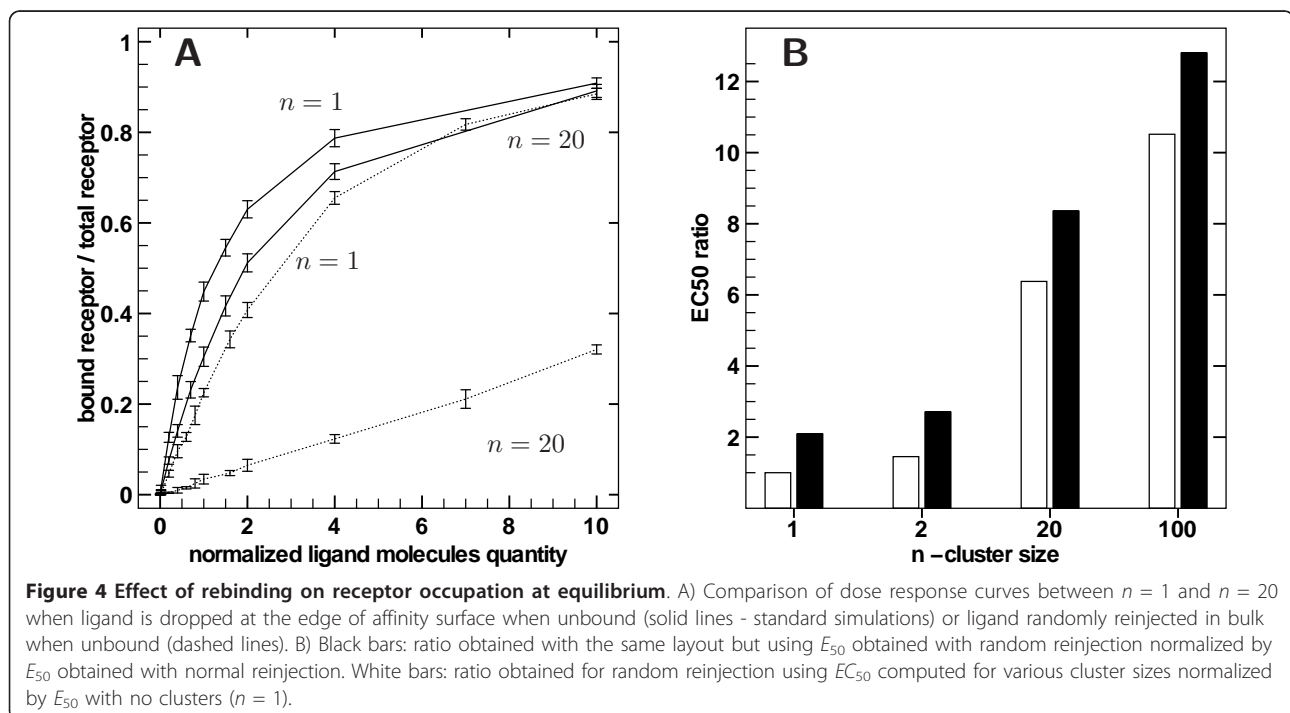 A
n = 1
n = 20
n = 1
n = 20
1
0.8
0.6
0.4
0.2
0
bound receptor / total receptor
0 2 4 6 8 10
normalized ligand molecules quantity
B
12
10
8
6
4
2
EC50 ratio
1 2 20 100
n −cluster size
Figure 4 Effect of rebinding on receptor occupation at equilibrium. A) Comparison of dose response curves between n = 1 and n = 20
when ligand is dropped at the edge of affinity surface when unbound (solid lines - standard simulations) or ligand randomly reinjected in bulk
when unbound (dashed lines). B) Black bars: ratio obtained with the same layout but using E50 obtained with random reinjection normalized by
E50 obtained with normal reinjection. White bars: ratio obtained for random reinjection using EC50 computed for various cluster sizes normalized
by E50 with no clusters (n = 1).